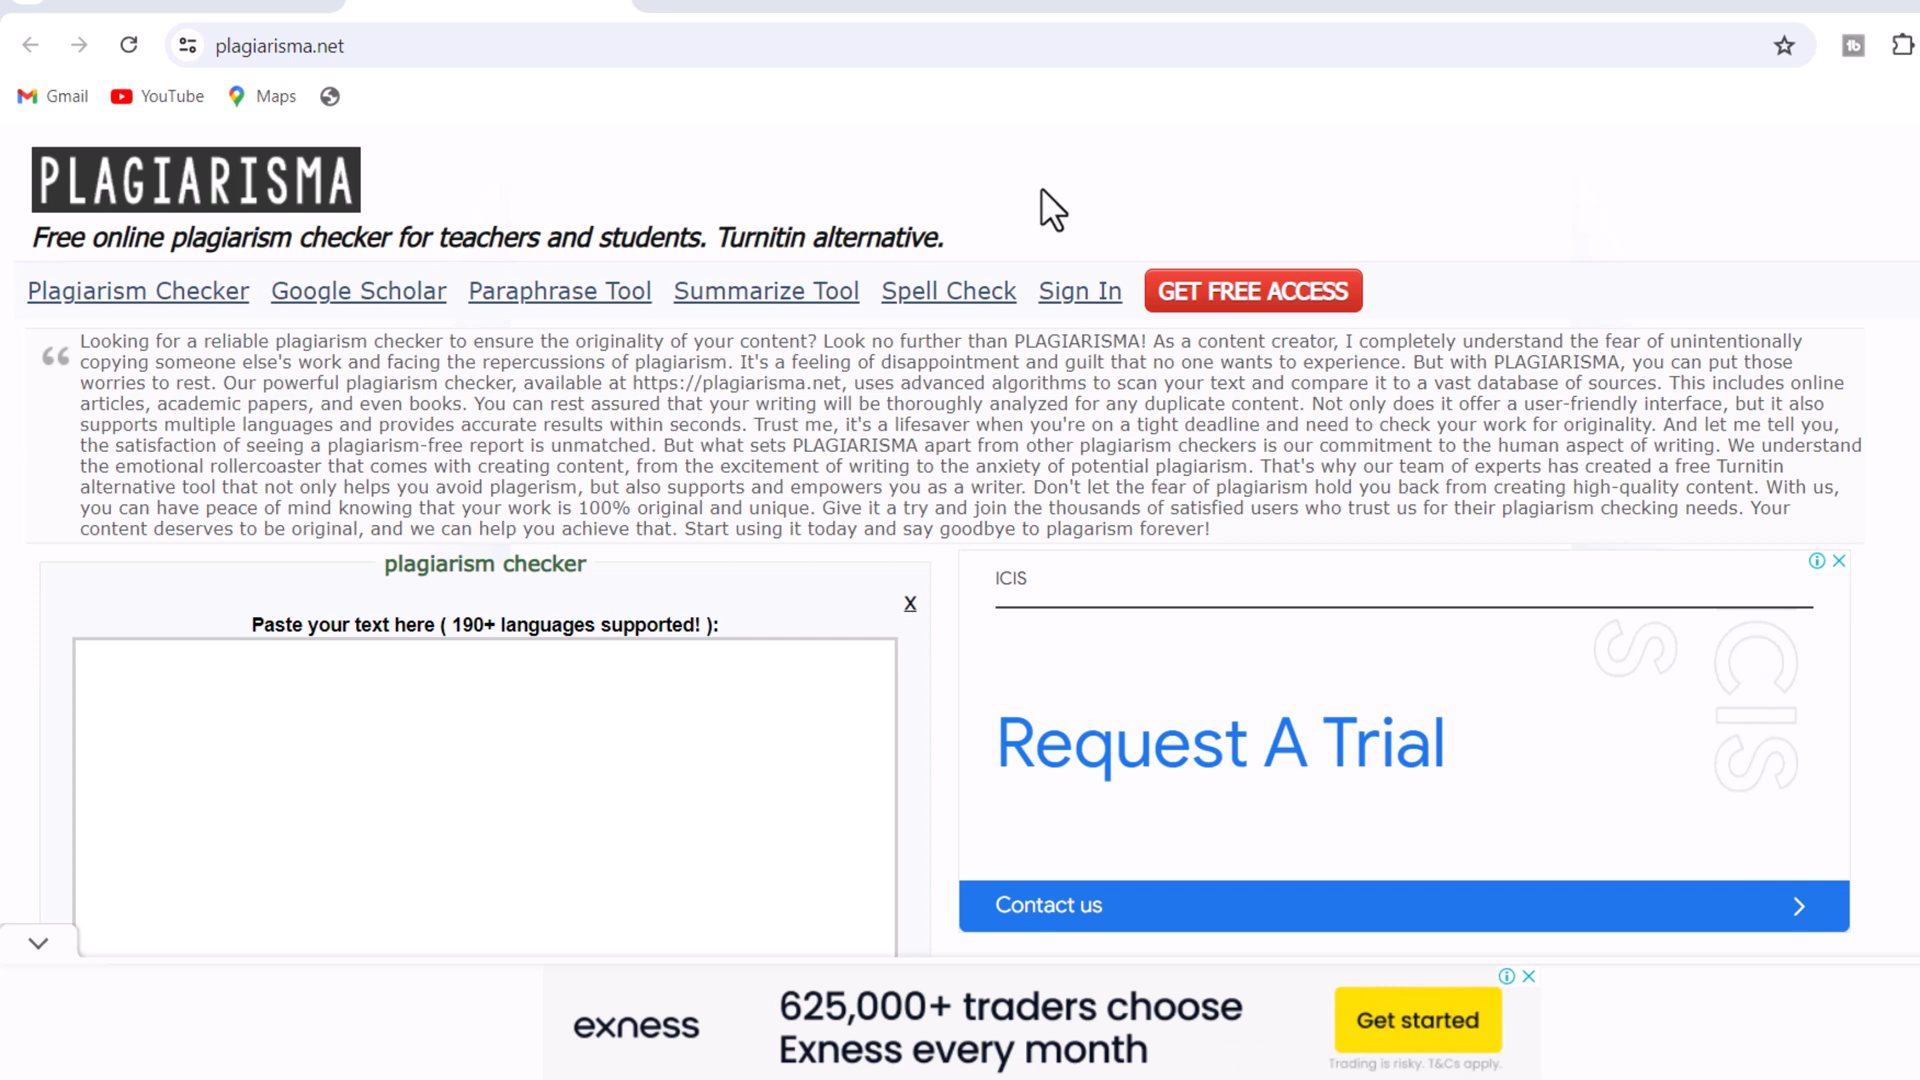 plagiarisma.net
Gmail YouTube Maps
PLAGIARISMA
Free online plagiarism checker for teachers and students. Turnitin alternative.
Plagiarism Checker Google Scholar Paraphrase Tool Summarize Tool Spell Check Sign In GET FREE ACCESS
“ Looking for a reliable plagiarism checker to ensure the originality of your content? Look no further than PLAGIARISMA! As a content creator, I completely understand the fear of unintentionally
copying someone else's work and facing the repercussions of plagiarism. It's a feeling of disappointment and guilt that no one wants to experience. But with PLAGIARISMA, you can put those
worries to rest. Our powerful plagiarism checker, available at https://plagiarisma.net, uses advanced algorithms to scan your text and compare it to a vast database of sources. This includes online
articles, academic papers, and even books. You can rest assured that your writing will be thoroughly analyzed for any duplicate content. Not only does it offer a user-friendly interface, but it also
supports multiple languages and provides accurate results within seconds. Trust me, it's a lifesaver when you're on a tight deadline and need to check your work for originality. And let me tell you,
the satisfaction of seeing a plagiarism-free report is unmatched. But what sets PLAGIARISMA apart from other plagiarism checkers is our commitment to the human aspect of writing. We understand
the emotional rollercoaster that comes with creating content, from the excitement of writing to the anxiety of potential plagiarism. That's why our team of experts has created a free Turnitin
alternative tool that not only helps you avoid plagerism, but also supports and empowers you as a writer. Don't let the fear of plagiarism hold you back from creating high-quality content. With us,
you can have peace of mind knowing that your work is 100% original and unique. Give it a try and join the thousands of satisfied users who trust us for their plagiarism checking needs. Your
content deserves to be original, and we can help you achieve that. Start using it today and say goodbye to plagarism forever!
plagiarism checker
X
Paste your text here ( 190+ languages supported! ):
ICIS
ICIS
Request A Trial
Contact us
exness
625,000+ traders choose
Exness every month
Get started
Trading is risky. T&Cs apply.